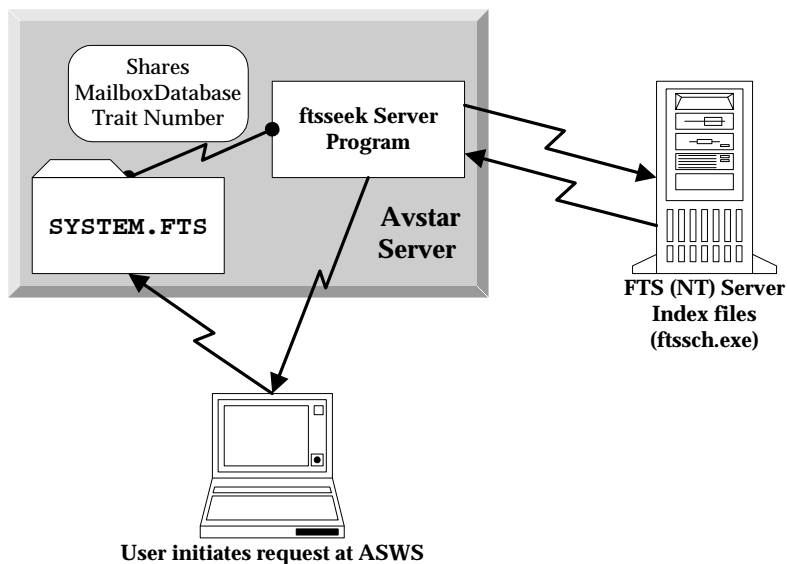 Shares
MailboxDatabase
Trait Number
ftsseek Server
Program
SYSTEM.FTS
Avstar
Server
FTS (NT) Server
Index files
(ftssch.exe)
User initiates request at ASWS